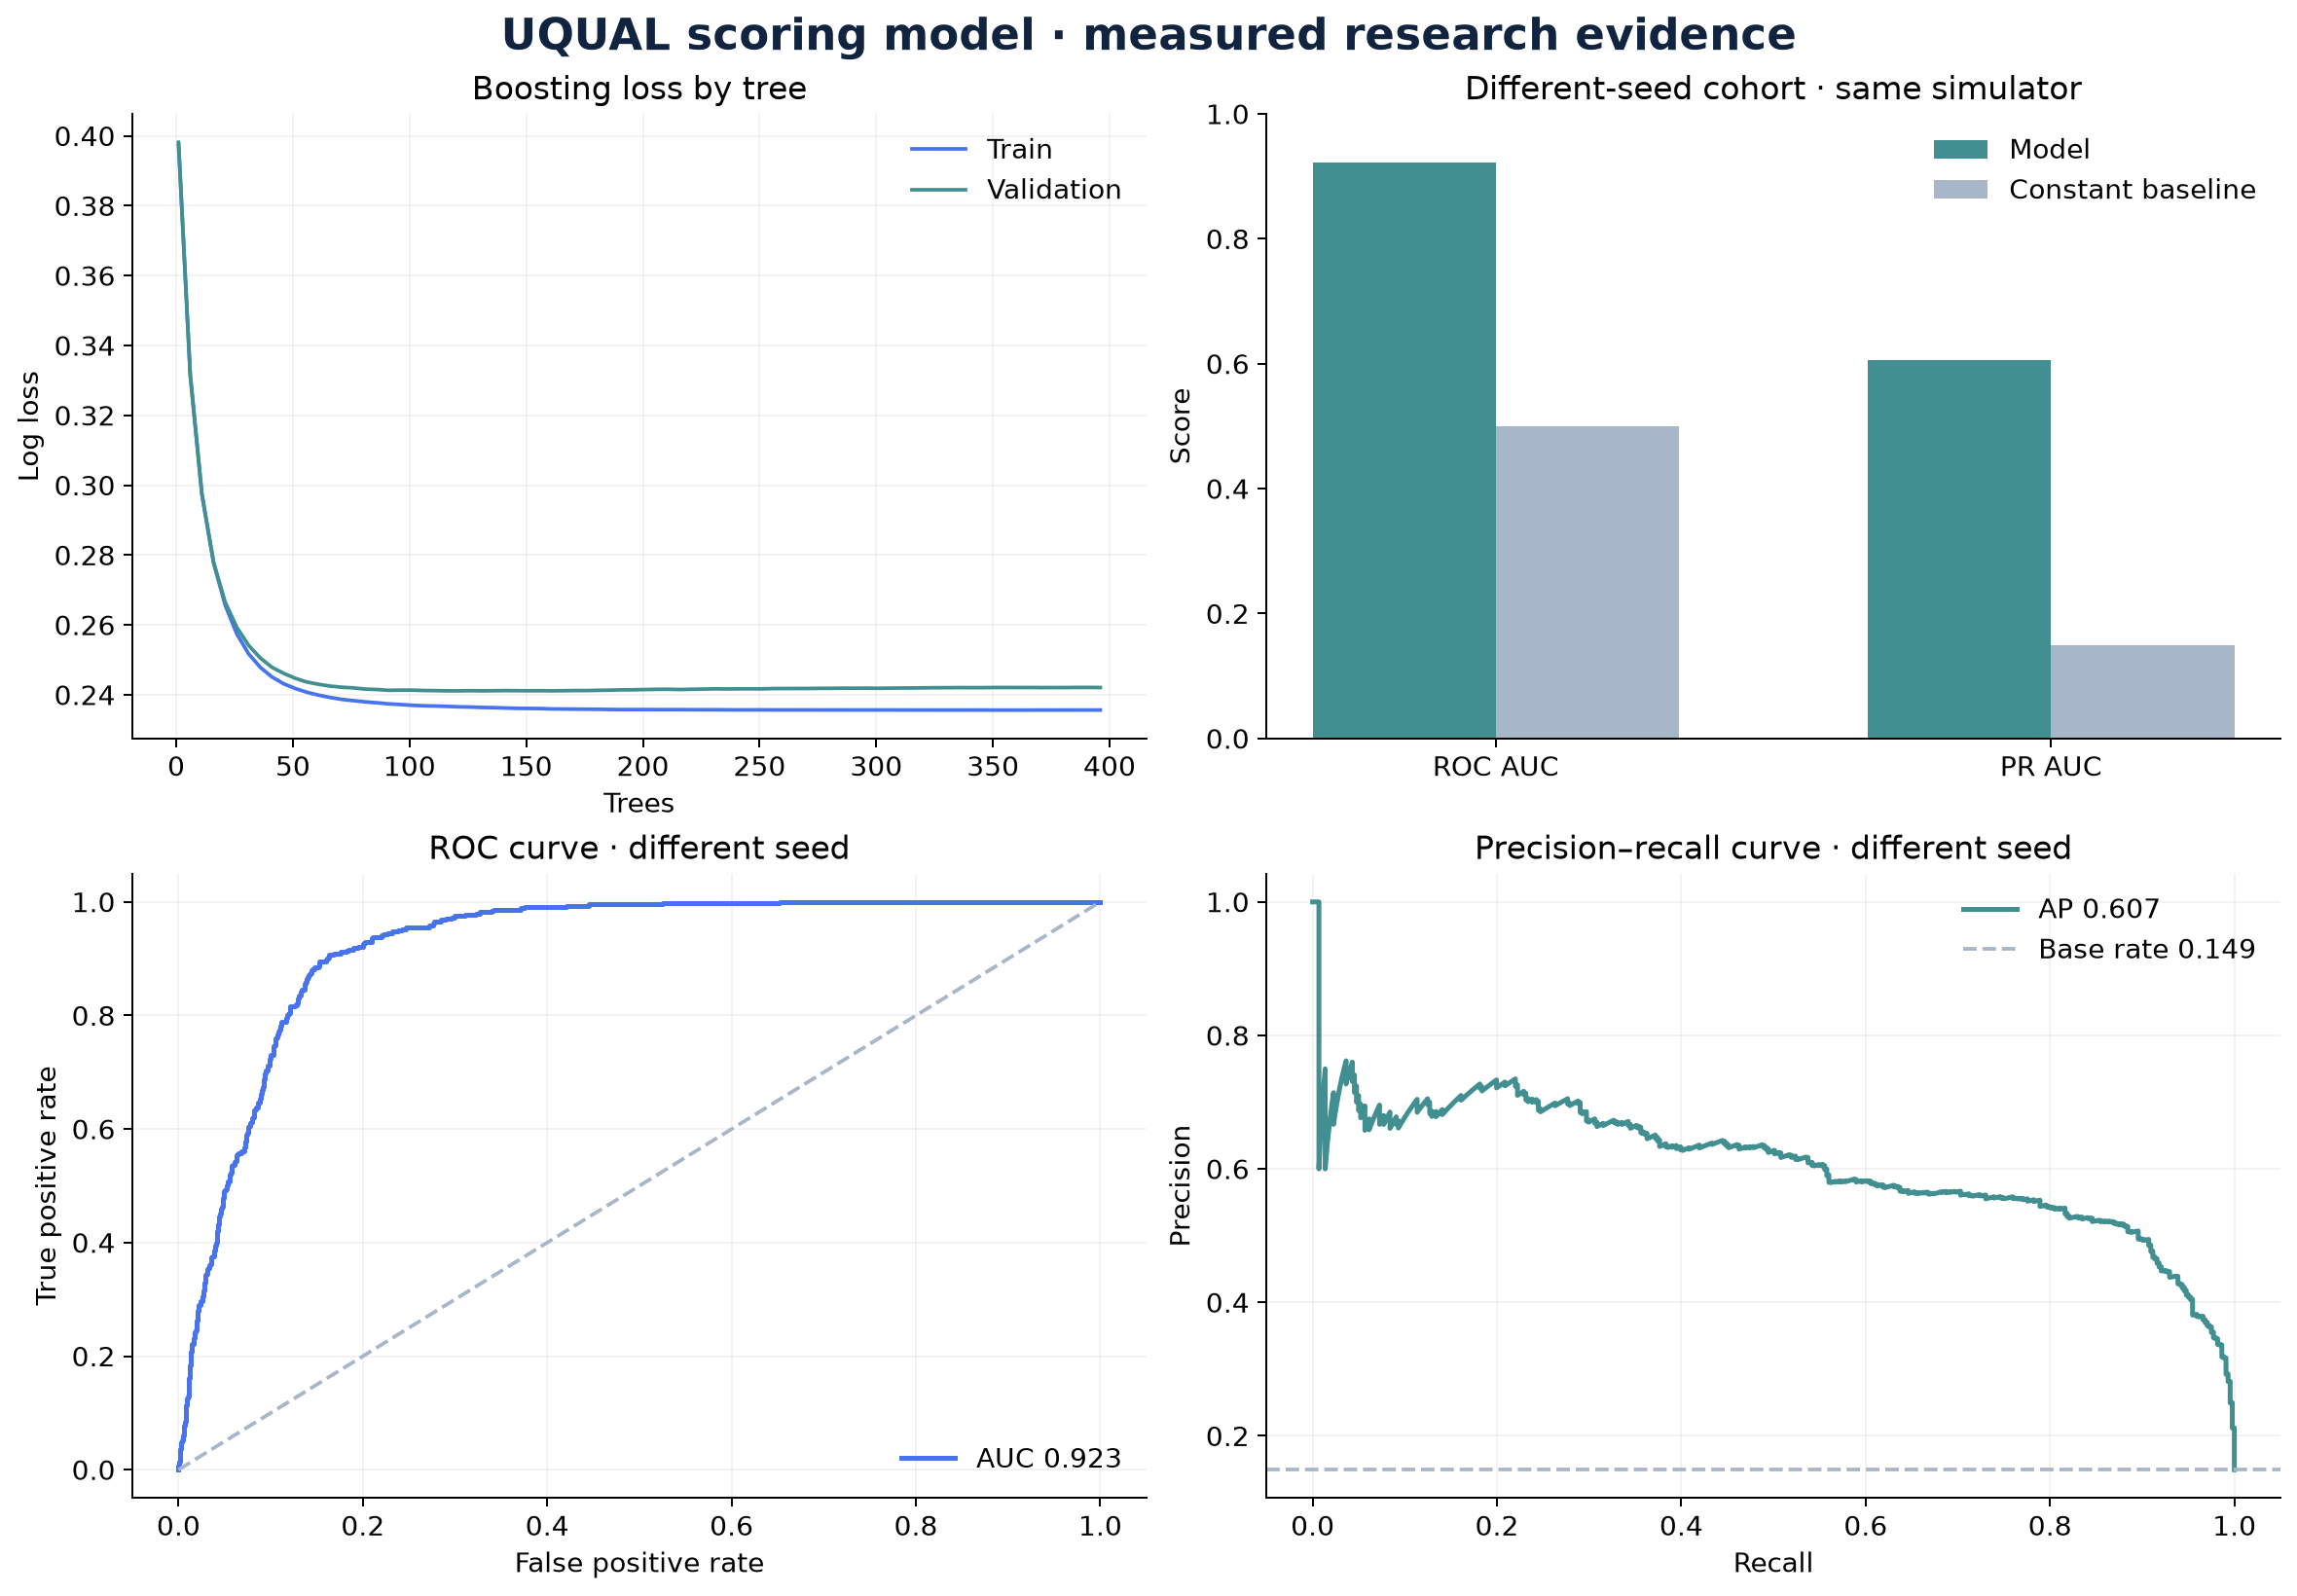 UQUAL scoring model · measured research evidence
Boosting loss by tree
0.40
0.38
0.36
0.34
0.32
0.30
0.28
0.26
0.24
Log loss
Train
Validation
0 50 100 150 200 250 300 350 400
Trees
Different-seed cohort · same simulator
1.0
0.8
0.6
0.4
0.2
0.0
Score
Model
Constant baseline
ROC AUC PR AUC
ROC curve · different seed
1.0
0.8
0.6
0.4
0.2
0.0
True positive rate
AUC 0.923
0.0 0.2 0.4 0.6 0.8 1.0
False positive rate
Precision–recall curve · different seed
1.0
0.8
0.6
0.4
0.2
Precision
AP 0.607
Base rate 0.149
0.0 0.2 0.4 0.6 0.8 1.0
Recall